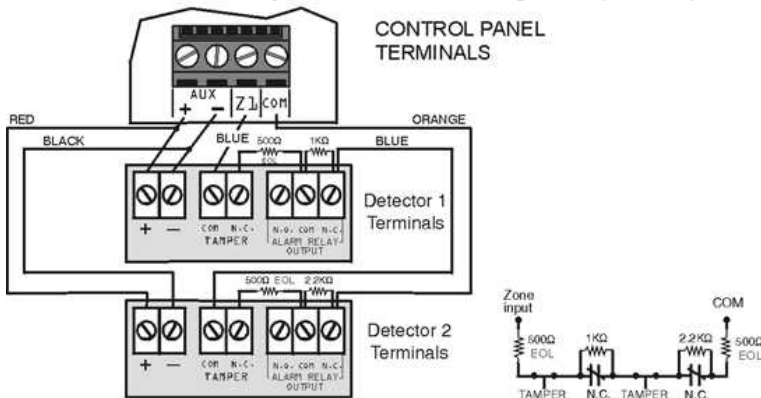 CONTROL PANEL
TERMINALS
AUX
+ - Z1 COM
RED
ORANGE
BLACK
BLUE
500Ω
EOL
1KΩ
BLUE
Detector 1
Terminals
+ -
COM N.C.
TAMPER
N.O. COM N.C.
ALARM RELAY
OUTPUT
500Ω EOL 2.2KΩ
Detector 2
Terminals
+ -
COM N.C.
TAMPER
N.O. COM N.C.
ALARM RELAY
OUTPUT
Zone
input
COM
500Ω
EOL
1KΩ
2.2KΩ
500Ω
EOL
TAMPER N.C. TAMPER N.C.